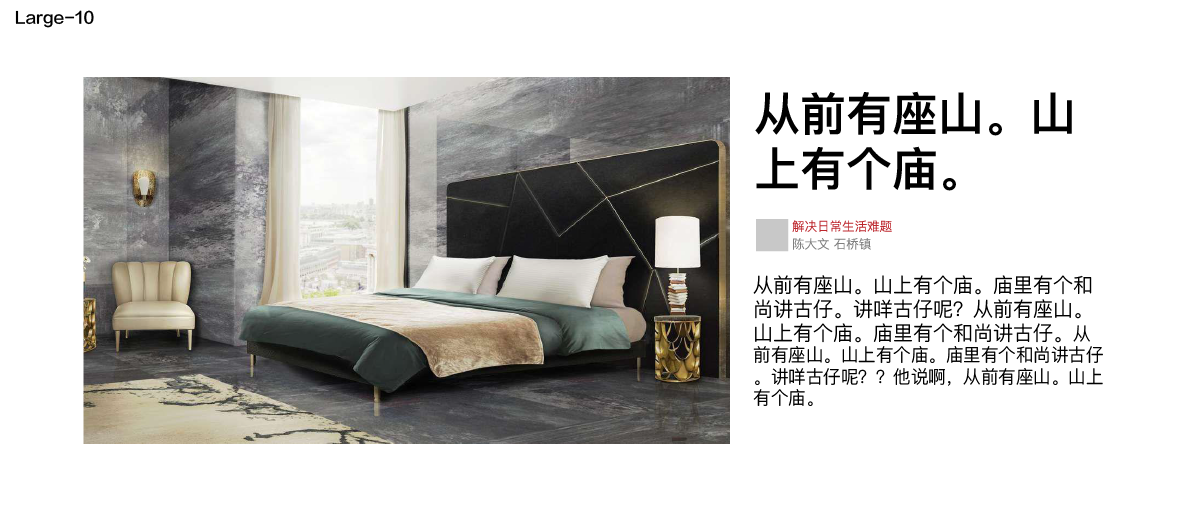 Large-10
从前有座山。山
上有个庙。
解决日常生活难题
陈大文 石桥镇
从前有座山。山上有个庙。庙里有个和
尚讲古仔。讲咩古仔呢？从前有座山。
山上有个庙。庙里有个和尚讲古仔。从
前有座山。山上有个庙。庙里有个和尚讲古仔
。讲咩古仔呢？？他说啊，从前有座山。山上
有个庙。